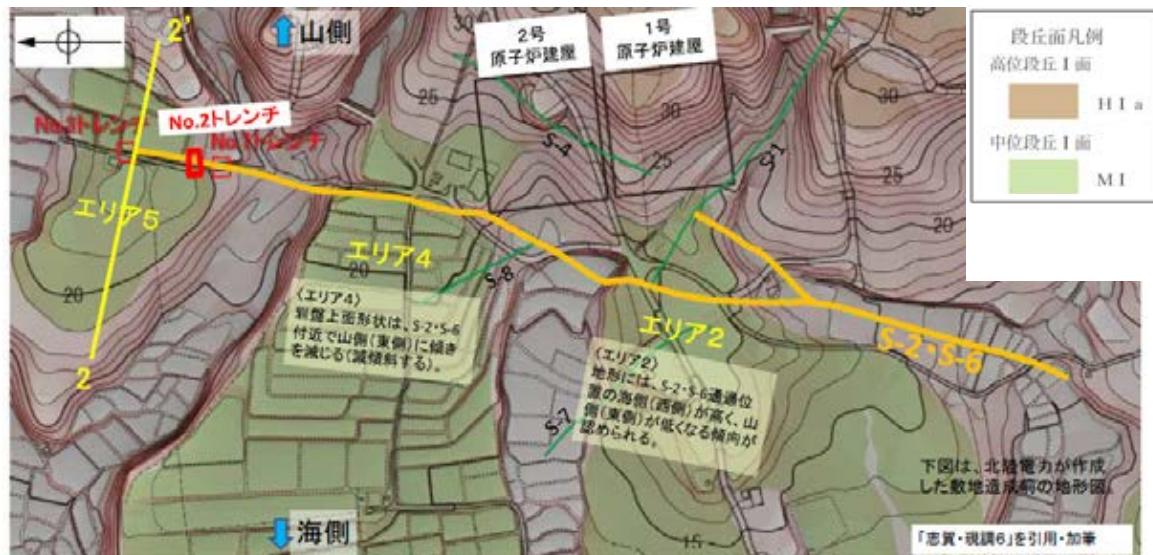 2'
山側
2号
原子炉建屋
1号
原子炉建屋
段丘面凡例
高位段丘Ⅰ面
HⅠa
中位段丘Ⅰ面
MⅠ
30
30
30
25
25
25
20
20
20
15
No.3トレンチ
No.2トレンチ
No.1トレンチ
S-4
S-1
エリア5
エリア4
S-8
〈エリア4〉
岩盤上面形状は、S-2・S-6
付近で山側(東側)に傾き
を減じる(減傾斜する)。
エリア2
〈エリア2〉
地形には、S-2・S-6通過位
置の海側(西側)が高く、山
側(東側)が低くなる傾向が
認められる。
S-2・S-6
S-7
2
海側
下図は、北陸電力が作成
した敷地造成前の地形図。
「志賀・現調6」を引用・加筆